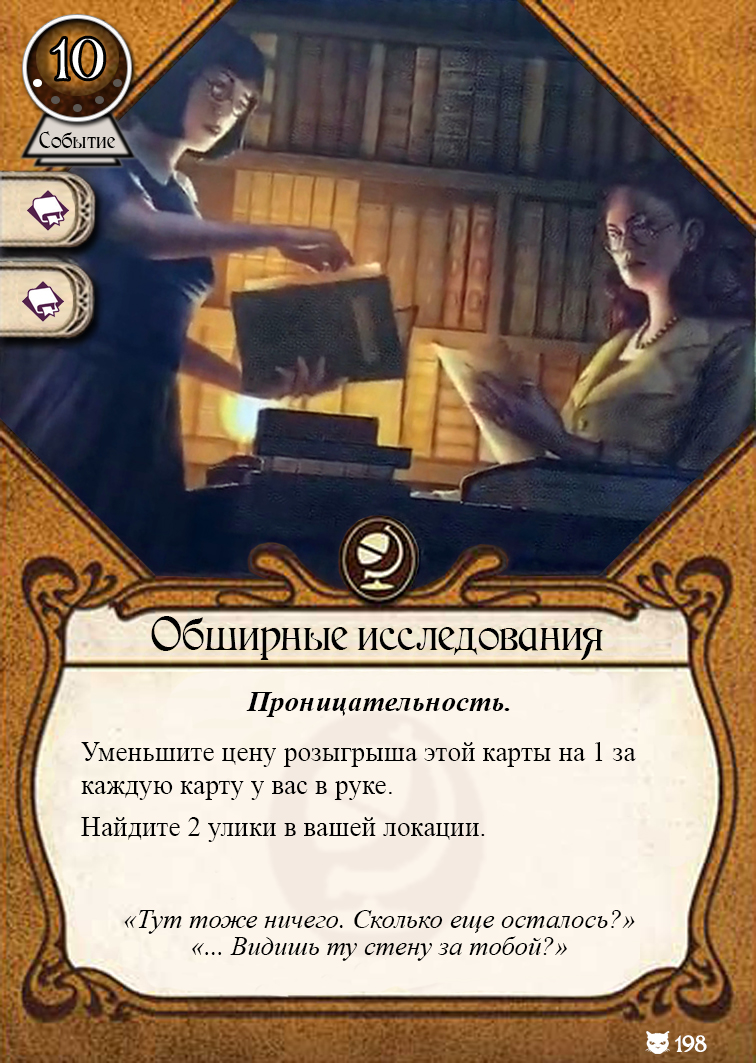 10
Событие
Обширные исследования
Проницательность.
Уменьшите цену розыгрыша этой карты на 1 за
каждую карту у вас в руке.
Найдите 2 улики в вашей локации.
«Тут тоже ничего. Сколько еще осталось?»
«... Видишь ту стену за тобой?»
198